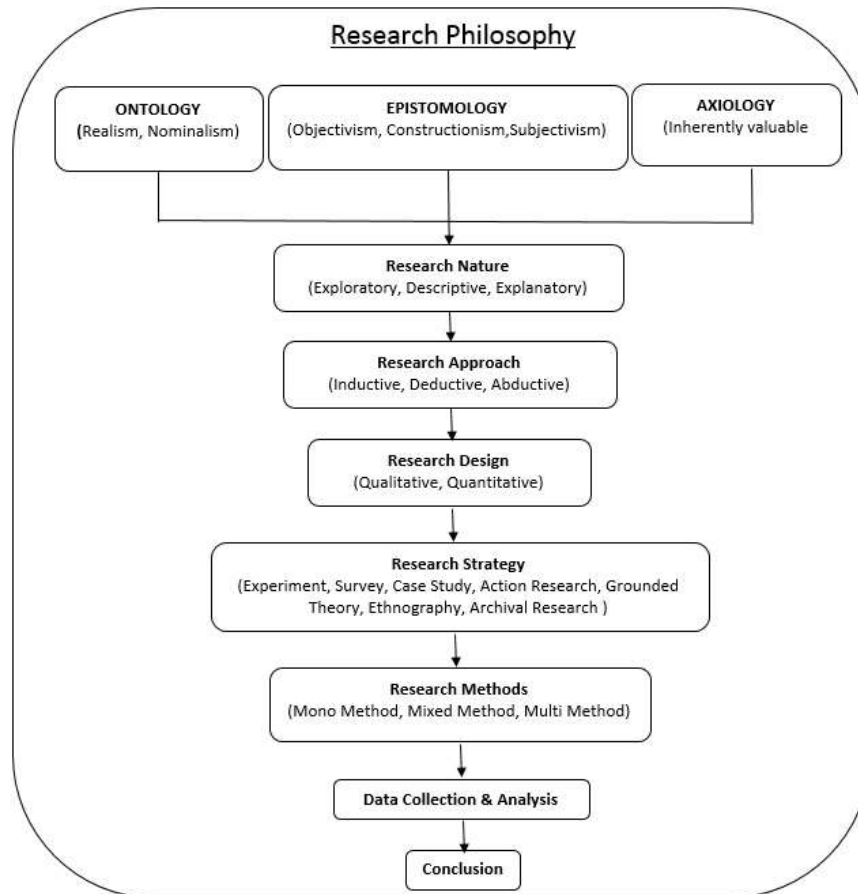 Research Philosophy
ONTOLOGY
(Realism, Nominalism)
EPISTOMOLOGY
(Objectivism, Constructionism,Subjectivism)
AXIOLOGY
(Inherently valuable
Research Nature
(Exploratory, Descriptive, Explanatory)
Research Approach
(Inductive, Deductive, Abductive)
Research Design
(Qualitative, Quantitative)
Research Strategy
(Experiment, Survey, Case Study, Action Research, Grounded
Theory, Ethnography, Archival Research )
Research Methods
(Mono Method, Mixed Method, Multi Method)
Data Collection & Analysis
Conclusion